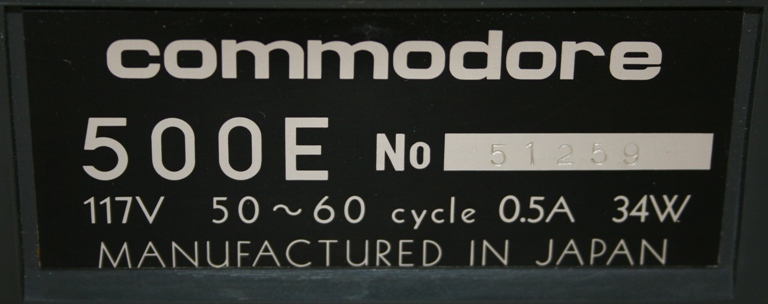 commodore
500E No 51259
117V 50~60 cycle 0.5A 34W
MANUFACTURED IN JAPAN